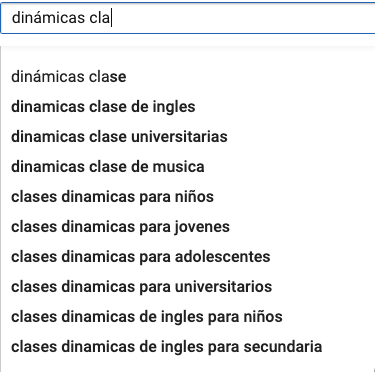 dinámicas cla
dinámicas clase
dinamicas clase de ingles
dinamicas clase universitarias
dinamicas clase de musica
clases dinamicas para niños
clases dinamicas para jovenes
clases dinamicas para adolescentes
clases dinamicas para universitarios
clases dinamicas de ingles para niños
clases dinamicas de ingles para secundaria